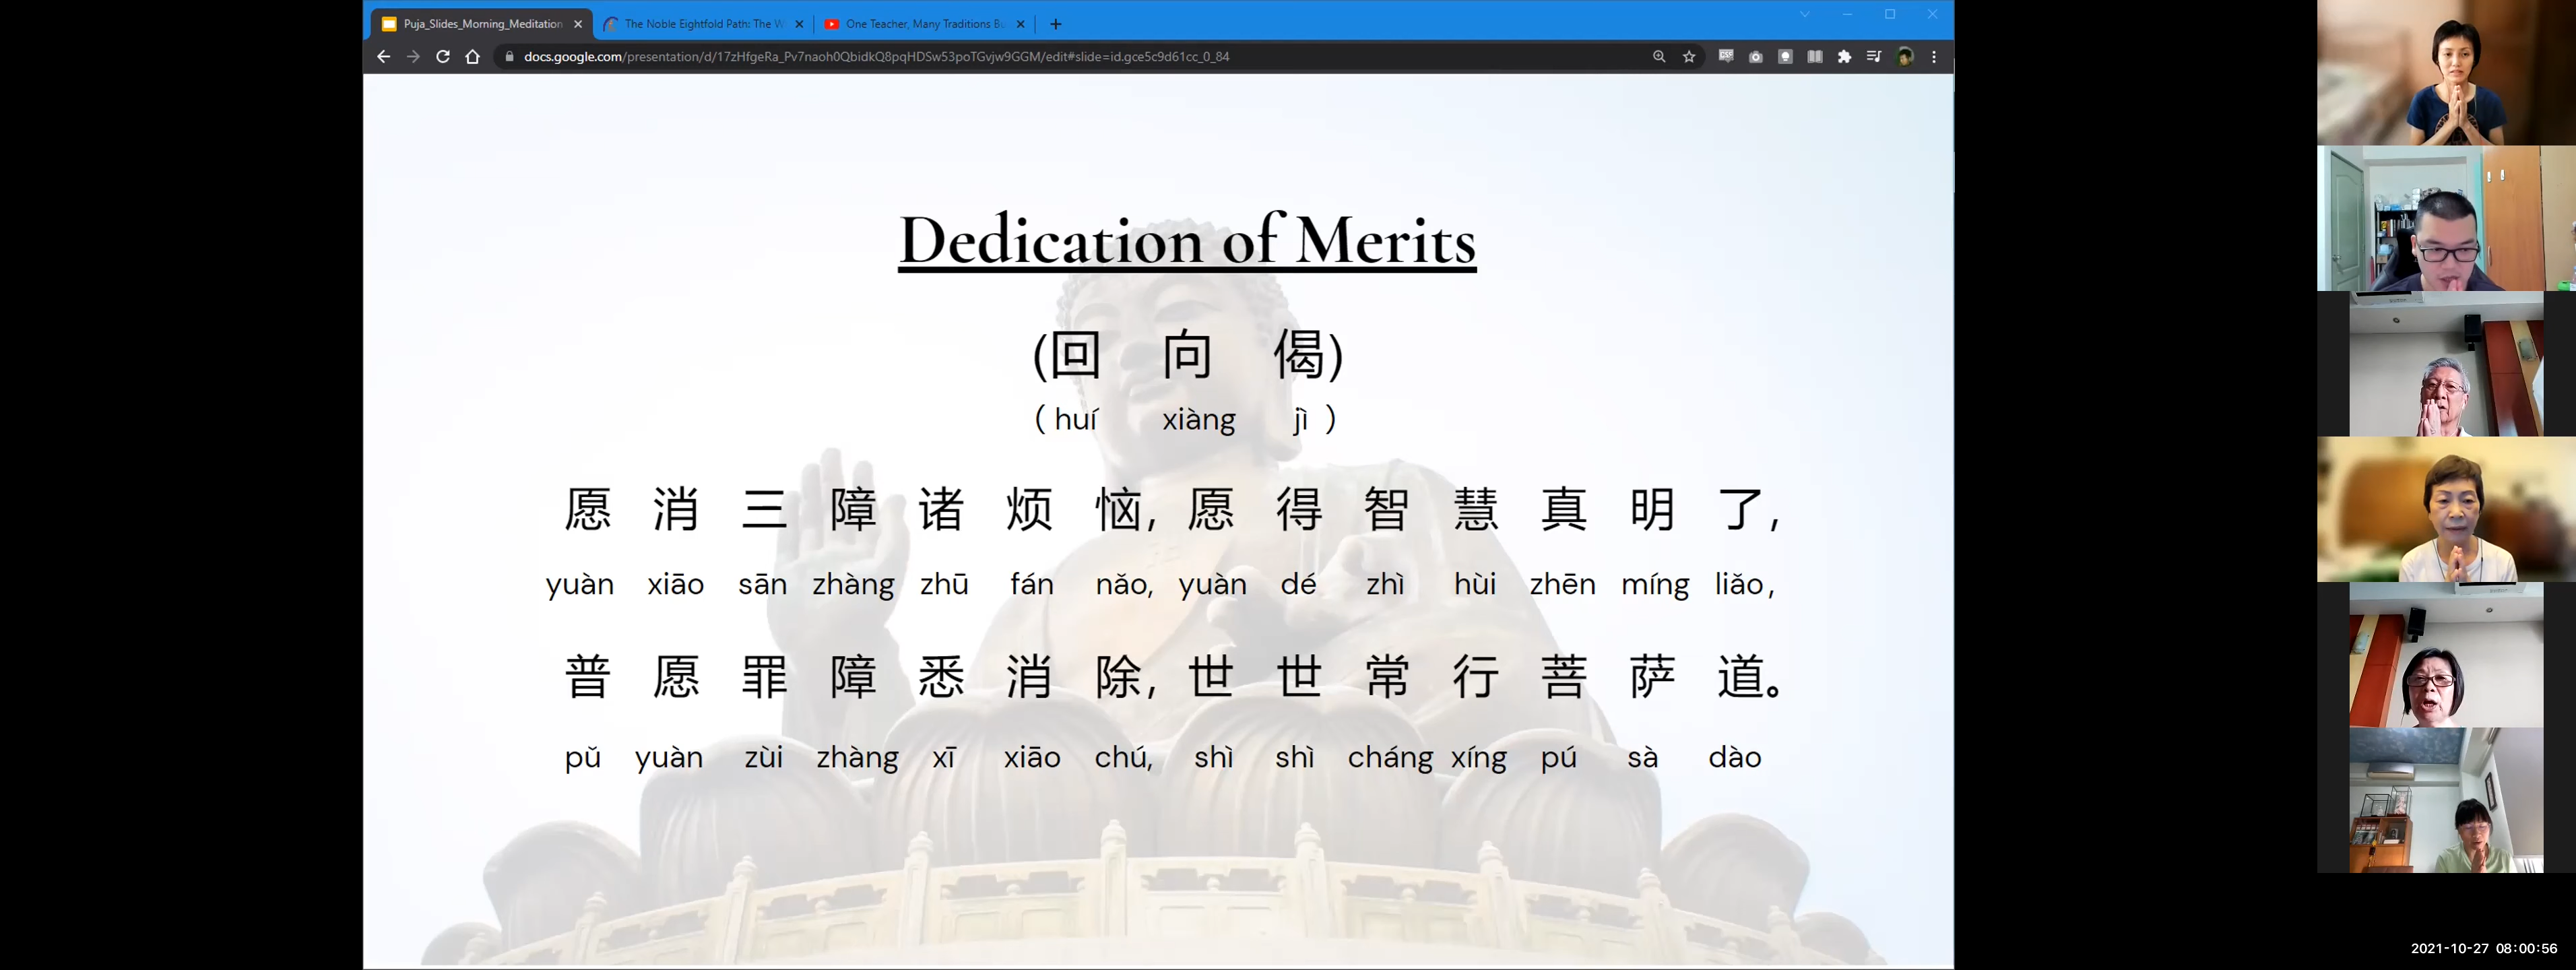 Puja_Slides_Morning_Meditation
The Noble Eightfold Path: The W
One Teacher, Many Traditions Bu
docs.google.com/presentation/d/17zHfgeRa_Pv7naoh0QbidkQ8pqHDSw53poTGvjw9GGM/edit#slide=id.gce5c9d61cc_0_84
Dedication of Merits
(回 向 偈)
( huí xiàng jì )
愿 消 三 障 诸 烦 恼, 愿 得 智 慧 真 明 了,
yuàn xiāo sān zhàng zhū fán nǎo, yuàn dé zhì hùi zhēn míng liǎo,
普 愿 罪 障 悉 消 除, 世 世 常 行 菩 萨 道。
pǔ yuàn zùi zhàng xī xiāo chú, shì shì cháng xíng pú sà dào
2021-10-27 08:00:56